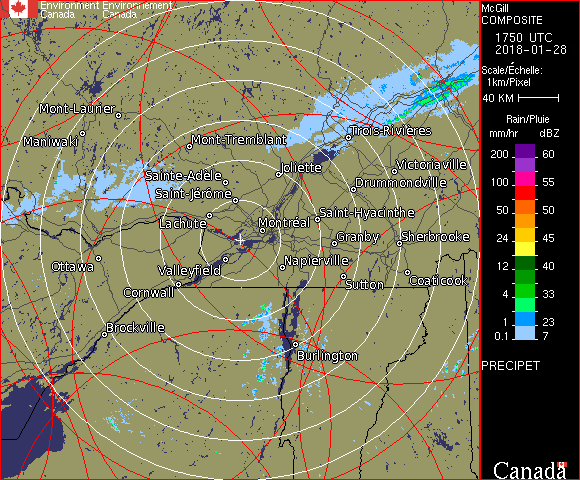 Environment Environnement
Canada Canada
McGill
COMPOSITE
1750 UTC
2018-01-28
Scale/Échelle:
1km/Pixel
40 KM
Rain/Pluie
mm/hr dBZ
200 60
100 55
50 50
24 45
12 40
4 33
1 23
0.1 7
PRECIPET
Canada
Mont-Laurier
Maniwaki
Mont-Tremblant
Trois-Rivières
Sainte-Adèle
Joliette
Victoriaville
Saint-Jérôme
Drummondville
Lachute
Montréal
Saint-Hyacinthe
Granby
Sherbrooke
Ottawa
Valleyfield
Napierville
Cornwall
Sutton
Coaticook
Brockville
Burlington